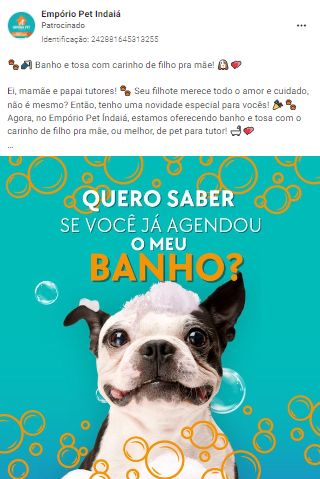 Empório Pet Indaiá
Patrocinado
Identificação: 242881645313255
🐾🛁 Banho e tosa com carinho de filho pra mãe! 🐶💝
Ei, mamãe e papai tutores! 🐾 Seu filhote merece todo o amor e cuidado,
não é mesmo? Então, tenho uma novidade especial para vocês! 🎉🐾
Agora, no Empório Pet Índaiá, estamos oferecendo banho e tosa com o
carinho de filho pra mãe, ou melhor, de pet para tutor! 🛁💝
...
QUERO SABER
SE VOCÊ JÁ AGENDOU
O MEU
BANHO?